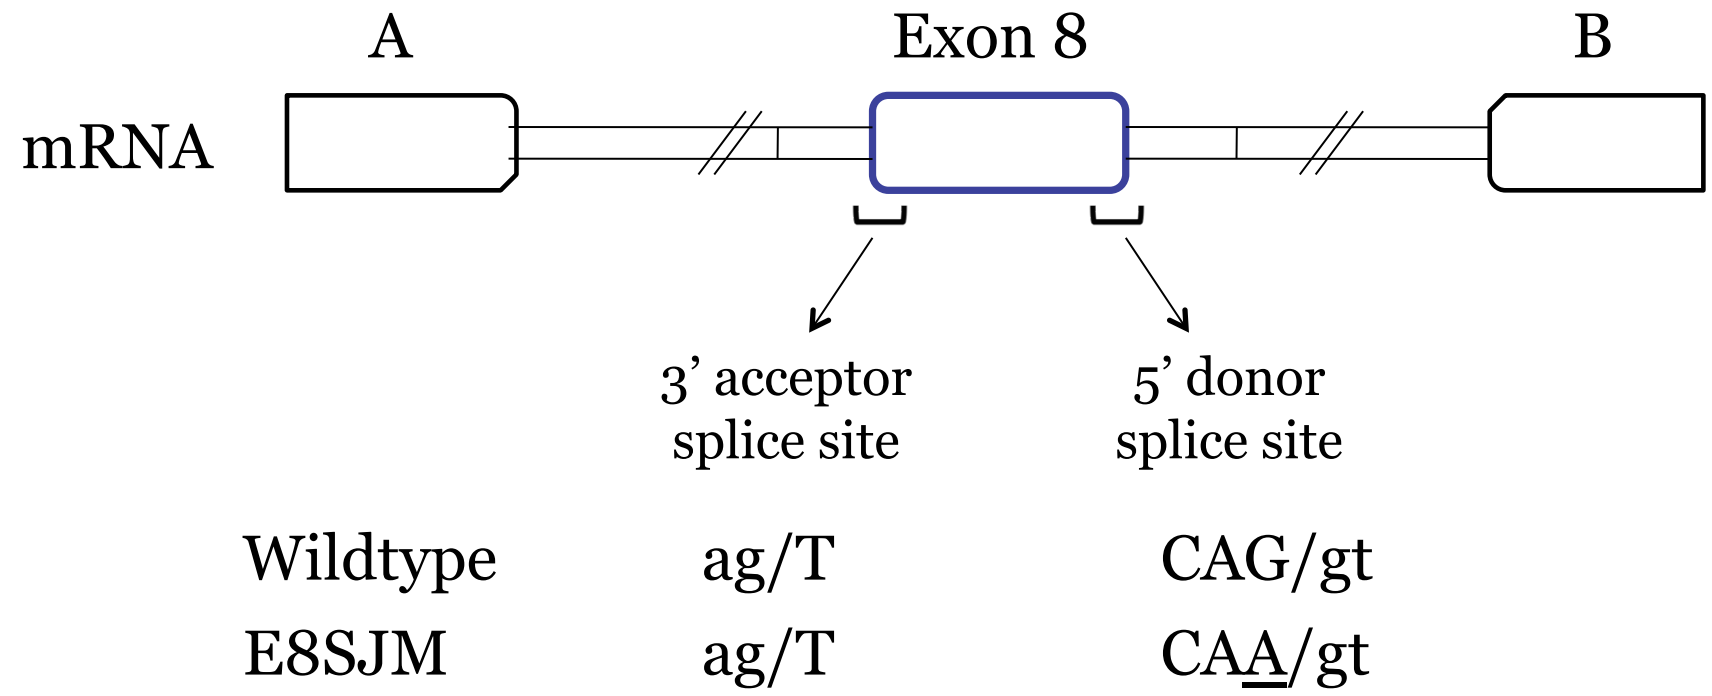 A Exon 8 B
mRNA
3’ acceptor splice site
5’ donor splice site
Wildtype ag/T CAG/gt
E8SJM ag/T CAA/gt